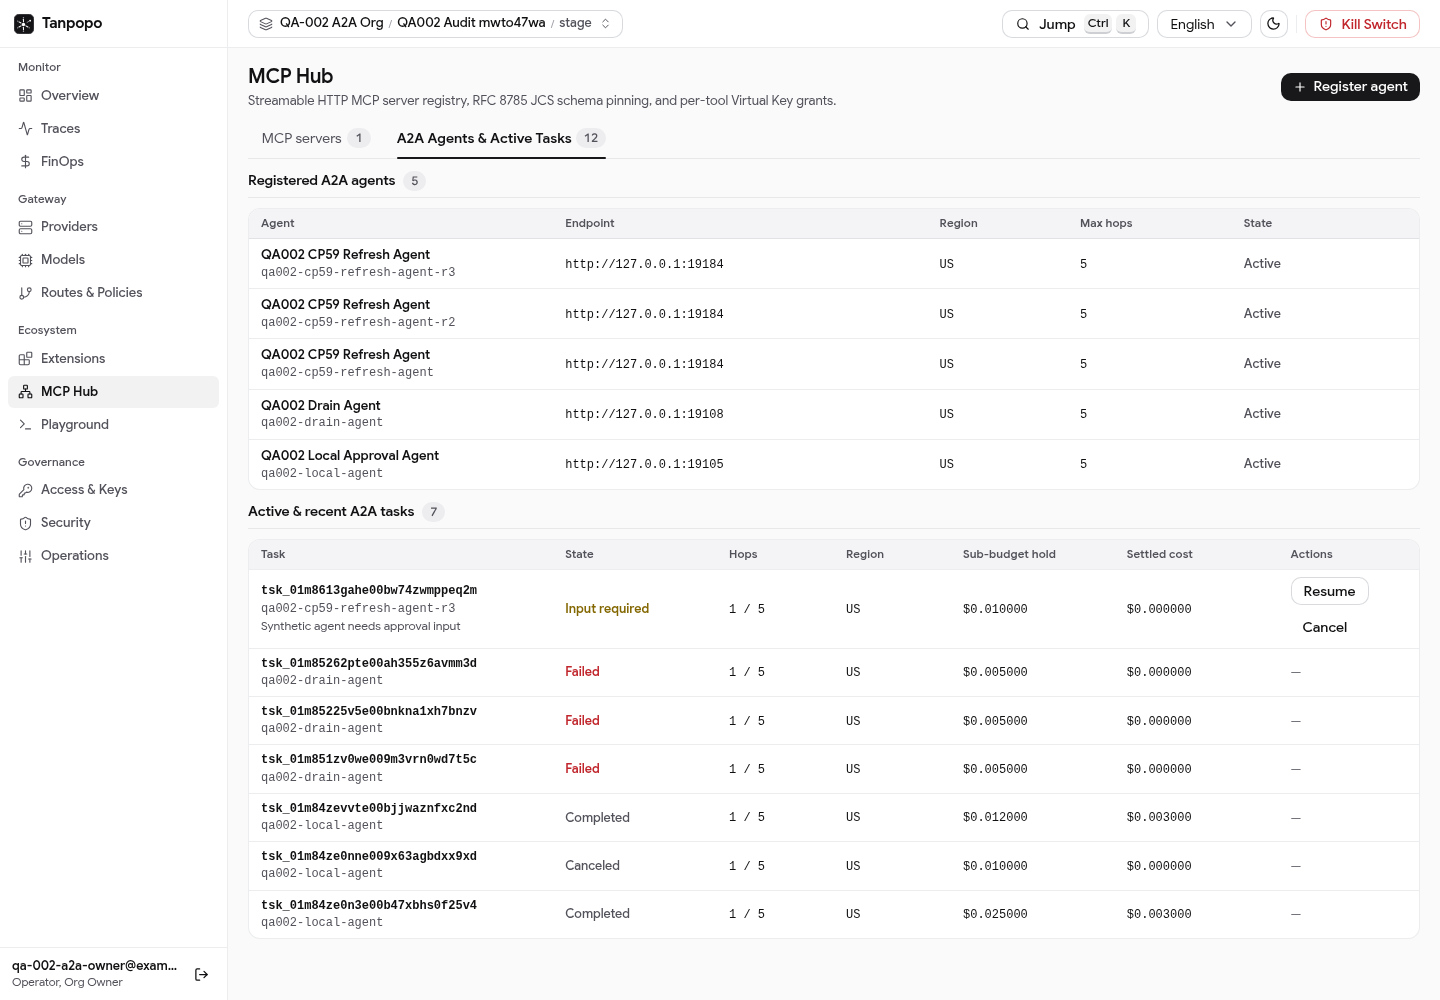 Tanpopo
QA-002 A2A Org / QA002 Audit mwto47wa / stage
Jump Ctrl K
English
Kill Switch
Monitor
Overview
Traces
FinOps
Gateway
Providers
Models
Routes & Policies
Ecosystem
Extensions
MCP Hub
Playground
Governance
Access & Keys
Security
Operations
qa-002-a2a-owner@exam...
Operator, Org Owner
MCP Hub
Streamable HTTP MCP server registry, RFC 8785 JCS schema pinning, and per-tool Virtual Key grants.
+ Register agent
MCP servers 1
A2A Agents & Active Tasks 12
Registered A2A agents 5
Agent Endpoint Region Max hops State
QA002 CP59 Refresh Agent
qa002-cp59-refresh-agent-r3
http://127.0.0.1:19184 US 5 Active
QA002 CP59 Refresh Agent
qa002-cp59-refresh-agent-r2
http://127.0.0.1:19184 US 5 Active
QA002 CP59 Refresh Agent
qa002-cp59-refresh-agent
http://127.0.0.1:19184 US 5 Active
QA002 Drain Agent
qa002-drain-agent
http://127.0.0.1:19108 US 5 Active
QA002 Local Approval Agent
qa002-local-agent
http://127.0.0.1:19105 US 5 Active
Active & recent A2A tasks 7
Task State Hops Region Sub-budget hold Settled cost Actions
tsk_01m8613gahe00bw74zwmppeq2m
qa002-cp59-refresh-agent-r3
Synthetic agent needs approval input
Input required 1 / 5 US $0.010000 $0.000000
Resume
Cancel
tsk_01m85262pte00ah355z6avmm3d
qa002-drain-agent
Failed 1 / 5 US $0.005000 $0.000000 —
tsk_01m85225v5e00bnkna1xh7bnzv
qa002-drain-agent
Failed 1 / 5 US $0.005000 $0.000000 —
tsk_01m851zv0we009m3vrn0wd7t5c
qa002-drain-agent
Failed 1 / 5 US $0.005000 $0.000000 —
tsk_01m84zevvte00bjjwaznfxc2nd
qa002-local-agent
Completed 1 / 5 US $0.012000 $0.003000 —
tsk_01m84ze0nne009x63agbdxx9xd
qa002-local-agent
Canceled 1 / 5 US $0.010000 $0.000000 —
tsk_01m84ze0n3e00b47xbhs0f25v4
qa002-local-agent
Completed 1 / 5 US $0.025000 $0.003000 —